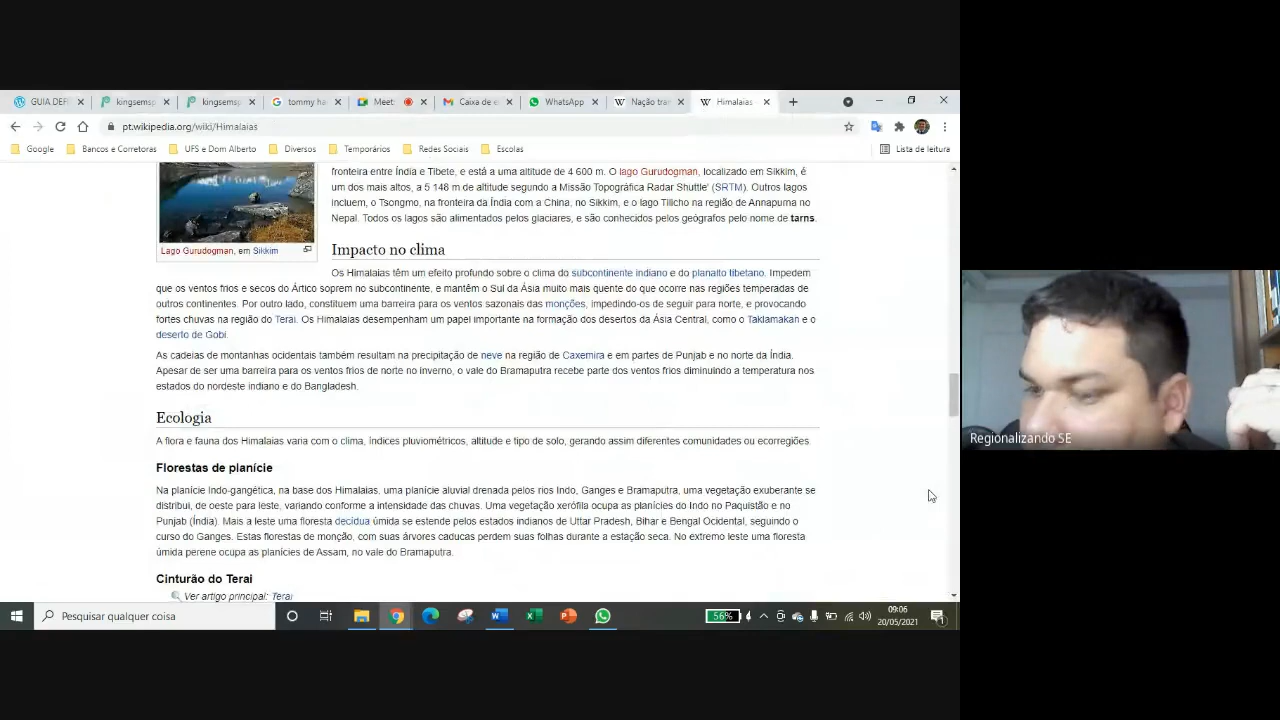 GUIA DEF
kingsemsp
kingsemsp
tommy ha
Meet
Caixa de e
WhatsApp
Nação tran
Himalaias
pt.wikipedia.org/wiki/Himalaias
Google
Bancos e Corretoras
UFS e Dom Alberto
Diversos
Temporários
Redes Sociais
Escolas
Lista de leitura
fronteira entre Índia e Tibete, e está a uma altitude de 4 600 m. O lago Gurudogman, localizado em Sikkim, é
um dos mais altos, a 5 148 m de altitude segundo a Missão Topográfica Radar Shuttle' (SRTM). Outros lagos
incluem, o Tsongmo, na fronteira da Índia com a China, no Sikkim, e o lago Tilicho na região de Annapurna no
Nepal. Todos os lagos são alimentados pelos glaciares, e são conhecidos pelos geógrafos pelo nome de tarns.
Lago Gurudogman, em Sikkim
Impacto no clima
Os Himalaias têm um efeito profundo sobre o clima do subcontinente indiano e do planalto tibetano. Impedem
que os ventos frios e secos do Ártico soprem no subcontinente, e mantêm o Sul da Ásia muito mais quente do que ocorre nas regiões temperadas de
outros continentes. Por outro lado, constituem uma barreira para os ventos sazonais das monções, impedindo-os de seguir para norte, e provocando
fortes chuvas na região do Terai. Os Himalaias desempenham um papel importante na formação dos desertos da Ásia Central, como o Taklamakan e o
deserto de Gobi.
As cadeias de montanhas ocidentais também resultam na precipitação de neve na região de Caxemira e em partes de Punjab e no norte da Índia.
Apesar de ser uma barreira para os ventos frios de norte no inverno, o vale do Bramaputra recebe parte dos ventos frios diminuindo a temperatura nos
estados do nordeste indiano e do Bangladesh.
Ecologia
A flora e fauna dos Himalaias varia com o clima, índices pluviométricos, altitude e tipo de solo, gerando assim diferentes comunidades ou ecorregiões.
Florestas de planície
Na planície Indo-gangética, na base dos Himalaias, uma planície aluvial drenada pelos rios Indo, Ganges e Bramaputra, uma vegetação exuberante se
distribui, de oeste para leste, variando conforme a intensidade das chuvas. Uma vegetação xerófila ocupa as planícies do Indo no Paquistão e no
Punjab (Índia). Mais a leste uma floresta decídua úmida se estende pelos estados indianos de Uttar Pradesh, Bihar e Bengal Ocidental, seguindo o
curso do Ganges. Estas florestas de monção, com suas árvores caducas perdem suas folhas durante a estação seca. No extremo leste uma floresta
úmida perene ocupa as planícies de Assam, no vale do Bramaputra.
Cinturão do Terai
Ver artigo principal: Terai
Regionalizando SE
Pesquisar qualquer coisa
56%
09:06
20/05/2021